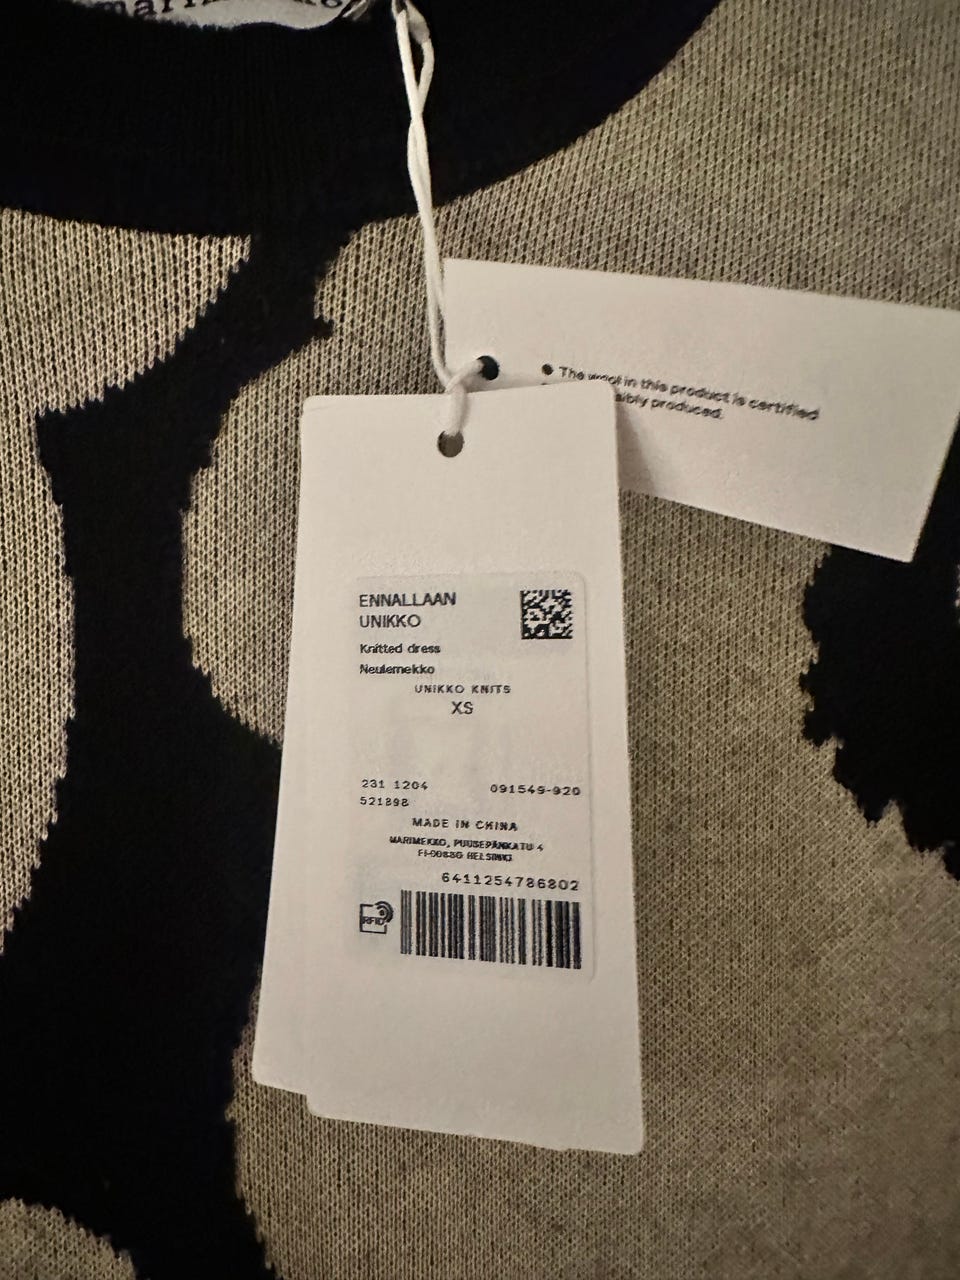 The wool in this product is certified
produced.
ENNALLAAN
UNIKKO
Knitted dress
Neulemekko
UNIKKO KNITS
XS
231 1204 091549-920
521898
MADE IN CHINA
MARIMEKKO, PUUSEPÄNKATU 4
FI-00880 HELSINKI
6411254786802
RFID